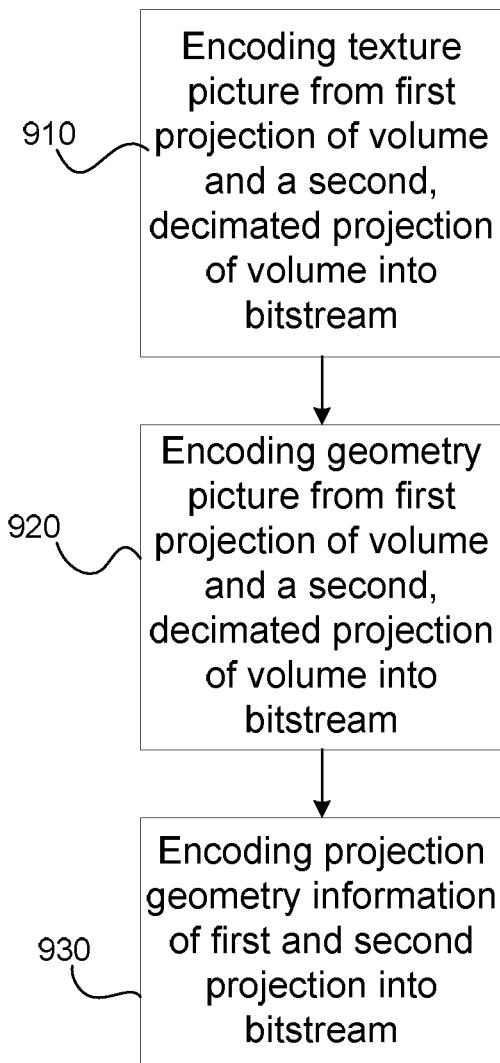 Encoding texture
picture from first
projection of volume
and a second,
decimated projection
of volume into
bitstream
910
Encoding geometry
picture from first
projection of volume
and a second,
decimated projection
of volume into
bitstream
920
Encoding projection
geometry information
of first and second
projection into
bitstream
930